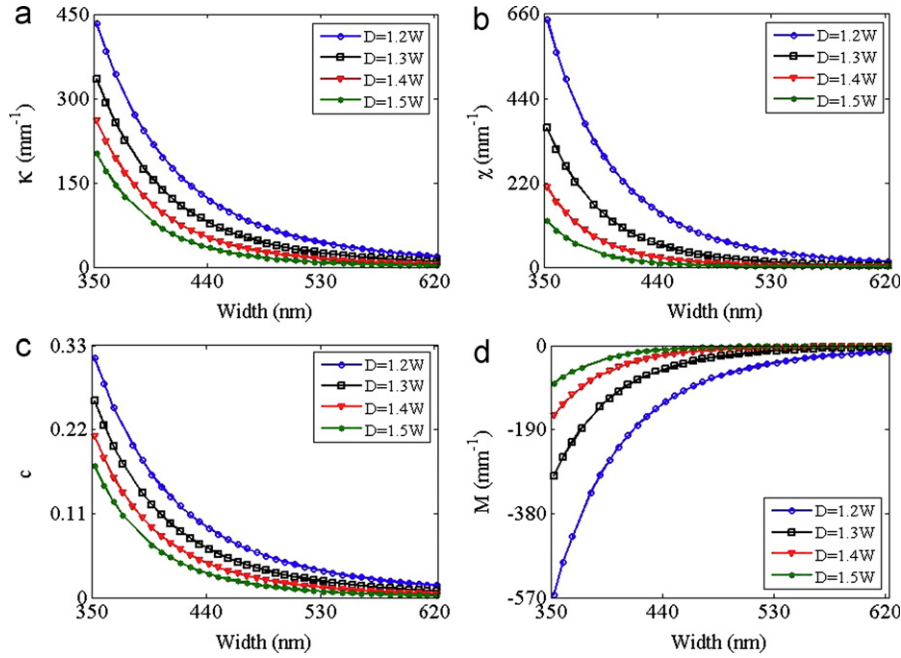 a
450
300
150
0
K (mm⁻¹)
350 440 530 620
Width (nm)
D=1.2W
D=1.3W
D=1.4W
D=1.5W
b
660
440
220
0
χ (mm⁻¹)
350 440 530 620
Width (nm)
D=1.2W
D=1.3W
D=1.4W
D=1.5W
c
0.33
0.22
0.11
0
c
350 440 530 620
Width (nm)
D=1.2W
D=1.3W
D=1.4W
D=1.5W
d
0
-190
-380
-570
M (mm⁻¹)
350 440 530 620
Width (nm)
D=1.2W
D=1.3W
D=1.4W
D=1.5W